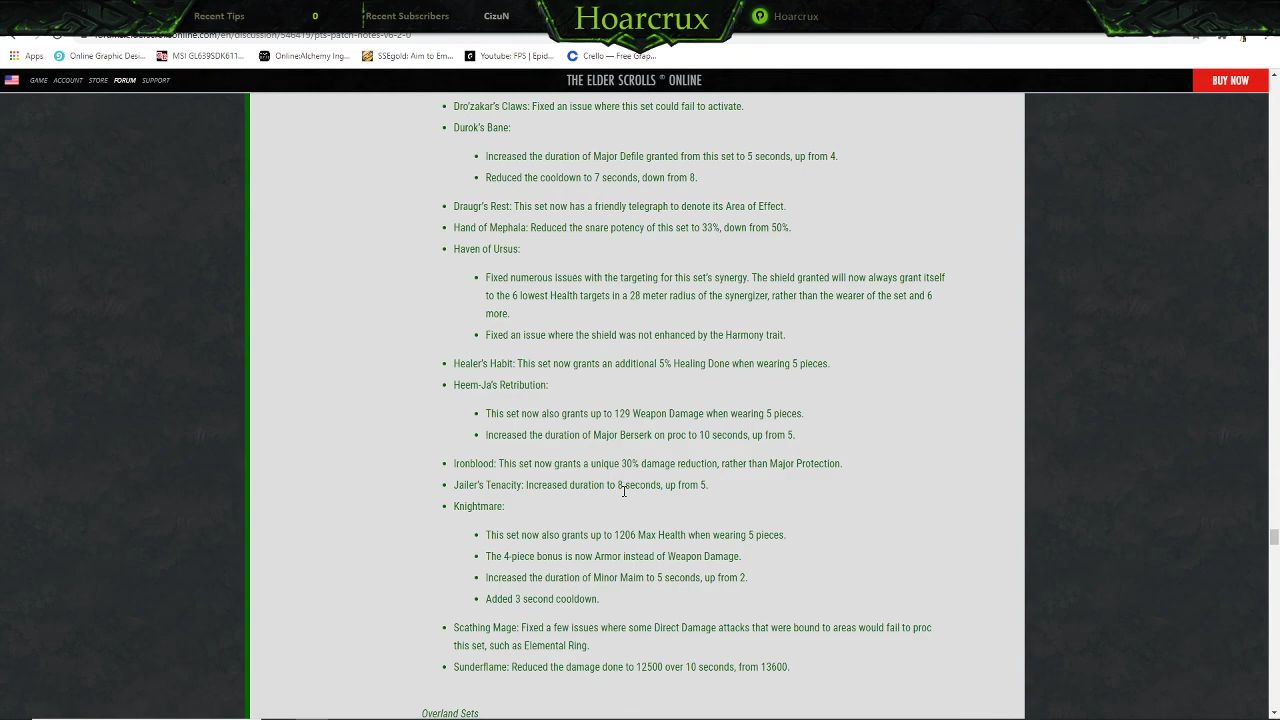 Recent Tips 0 Recent Subscribers CizuN Hoarcrux Hoarcrux
en/discussion/546419/pts-patch-notes-v6-2-0
Apps Online Graphic Desi... MSI GL639SDK611... Online:Alchemy Ing... SSEgold: Aim to Em... Youtube: FPS | Epid... Crello — Free Grap...
GAME ACCOUNT STORE FORUM SUPPORT THE ELDER SCROLLS ® ONLINE BUY NOW
• Dro'zakar's Claws: Fixed an issue where this set could fail to activate.
• Durok's Bane:
• Increased the duration of Major Defile granted from this set to 5 seconds, up from 4.
• Reduced the cooldown to 7 seconds, down from 8.
• Draugr's Rest: This set now has a friendly telegraph to denote its Area of Effect.
• Hand of Mephala: Reduced the snare potency of this set to 33%, down from 50%.
• Haven of Ursus:
• Fixed numerous issues with the targeting for this set's synergy. The shield granted will now always grant itself
to the 6 lowest Health targets in a 28 meter radius of the synergizer, rather than the wearer of the set and 6
more.
• Fixed an issue where the shield was not enhanced by the Harmony trait.
• Healer's Habit: This set now grants an additional 5% Healing Done when wearing 5 pieces.
• Heem-Ja's Retribution:
• This set now also grants up to 129 Weapon Damage when wearing 5 pieces.
• Increased the duration of Major Berserk on proc to 10 seconds, up from 5.
• Ironblood: This set now grants a unique 30% damage reduction, rather than Major Protection.
• Jailer's Tenacity: Increased duration to 8 seconds, up from 5.
• Knightmare:
• This set now also grants up to 1206 Max Health when wearing 5 pieces.
• The 4-piece bonus is now Armor instead of Weapon Damage.
• Increased the duration of Minor Maim to 5 seconds, up from 2.
• Added 3 second cooldown.
• Scathing Mage: Fixed a few issues where some Direct Damage attacks that were bound to areas would fail to proc
this set, such as Elemental Ring.
• Sunderflame: Reduced the damage done to 12500 over 10 seconds, from 13600.
Overland Sets